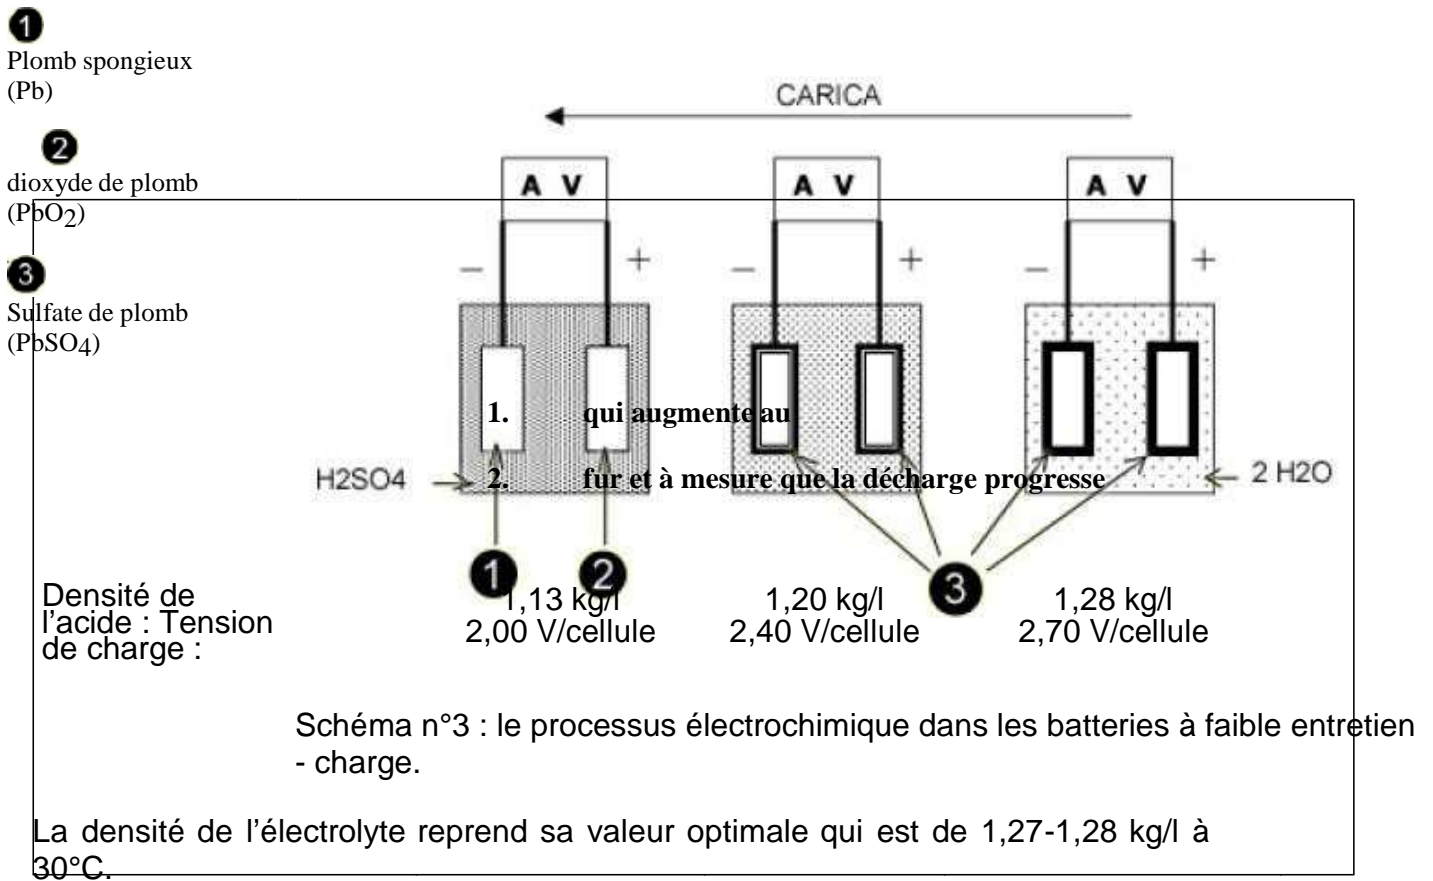 1
Plomb spongieux
(Pb)
2
dioxyde de plomb
(PbO2)
3
Sulfate de plomb
(PbSO4)
CARICA
A V A V A V
– + – + – +
1. qui augmente au
2. fur et à mesure que la décharge progresse
H2SO4 2 H2O
1 2 3
Densité de
l’acide : Tension
de charge :
1,13 kg/l 1,20 kg/l 1,28 kg/l
2,00 V/cellule 2,40 V/cellule 2,70 V/cellule
Schéma n°3 : le processus électrochimique dans les batteries à faible entretien
- charge.
La densité de l’électrolyte reprend sa valeur optimale qui est de 1,27-1,28 kg/l à
30°C.